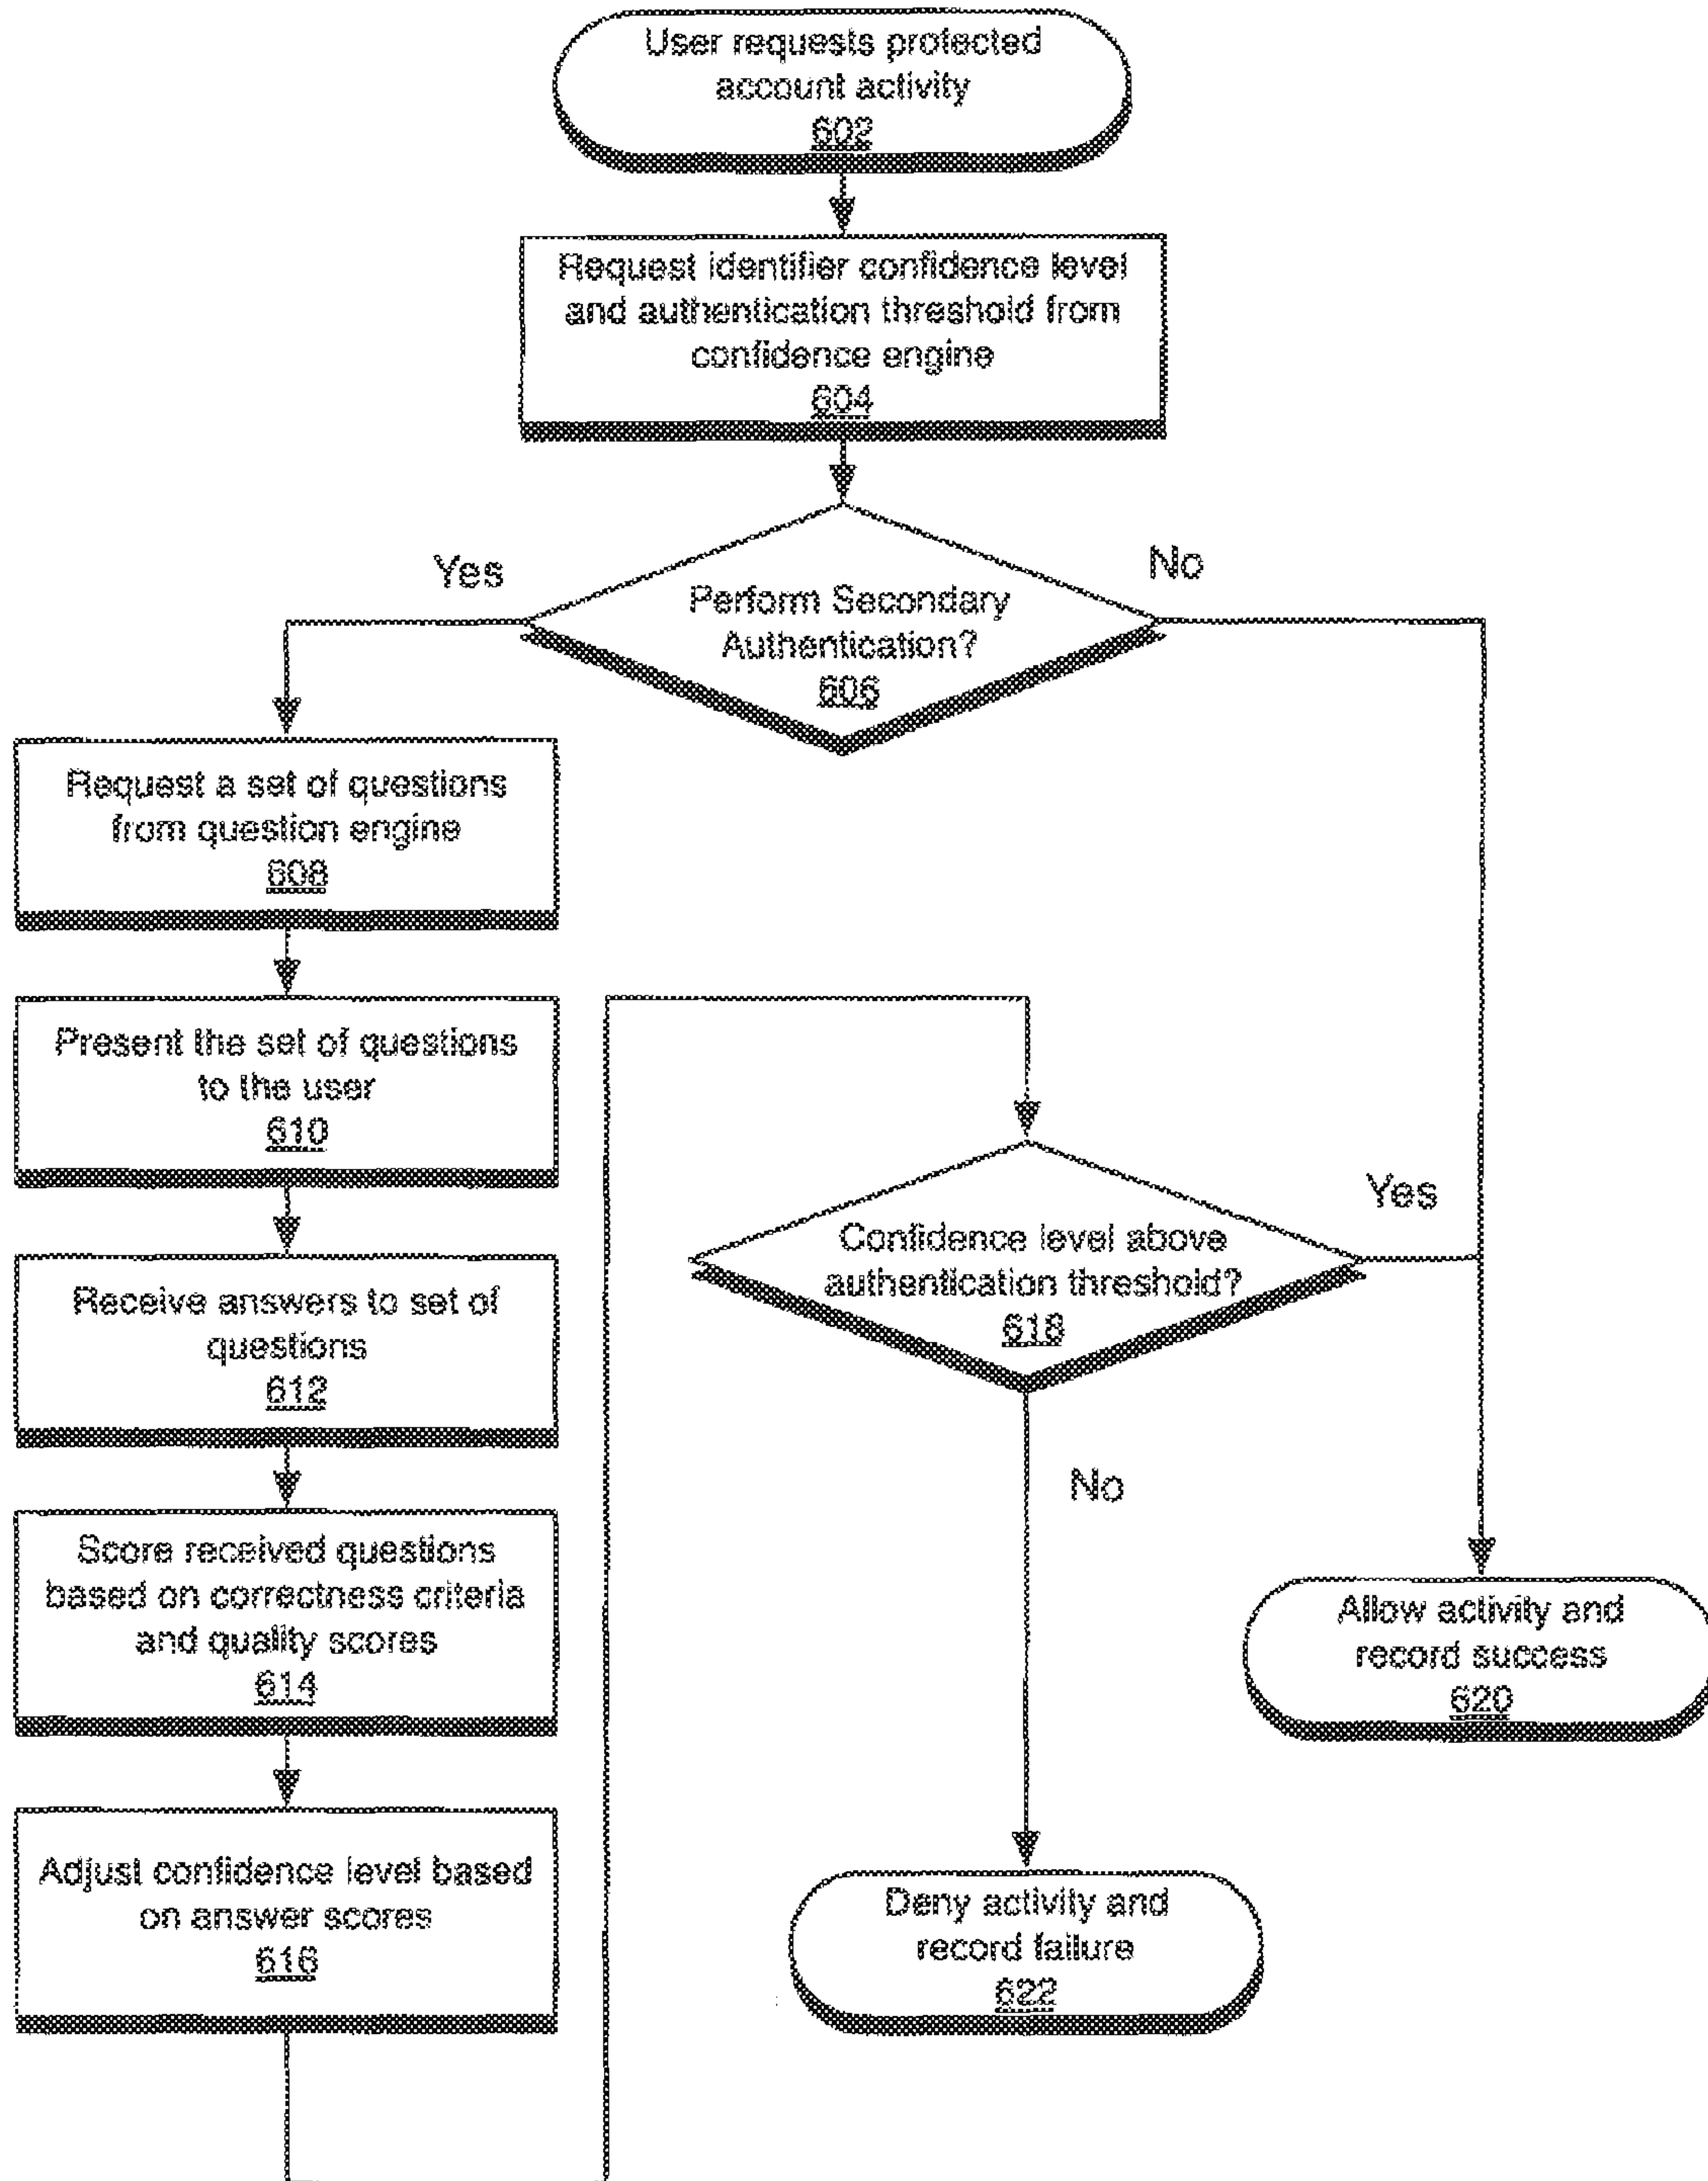 User requests protected
account activity
602
Request identifier confidence level
and authentication threshold from
confidence engine
604
Yes
No
Perform Secondary
Authentication?
606
Request a set of questions
from question engine
608
Present the set of questions
to the user
610
Receive answers to set of
questions
612
Score received questions
based on correctness criteria
and quality scores
614
Adjust confidence level based
on answer scores
616
Confidence level above
authentication threshold?
618
Yes
No
Allow activity and
record success
620
Deny activity and
record failure
622